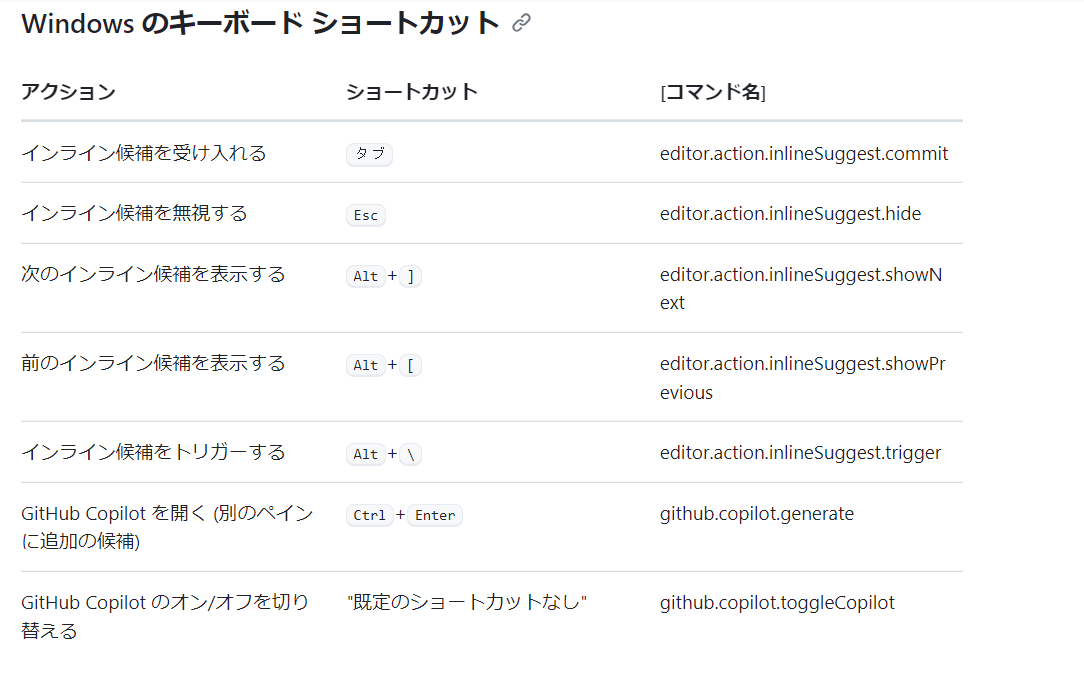 Windows のキーボード ショートカット
アクション ショートカット [コマンド名]
インライン候補を受け入れる タブ editor.action.inlineSuggest.commit
インライン候補を無視する Esc editor.action.inlineSuggest.hide
次のインライン候補を表示する Alt + ] editor.action.inlineSuggest.showN
ext
前のインライン候補を表示する Alt + [ editor.action.inlineSuggest.showPr
evious
インライン候補をトリガーする Alt + \ editor.action.inlineSuggest.trigger
GitHub Copilot を開く (別のペイン Ctrl + Enter github.copilot.generate
に追加の候補)
GitHub Copilot のオン/オフを切り "既定のショートカットなし" github.copilot.toggleCopilot
替える